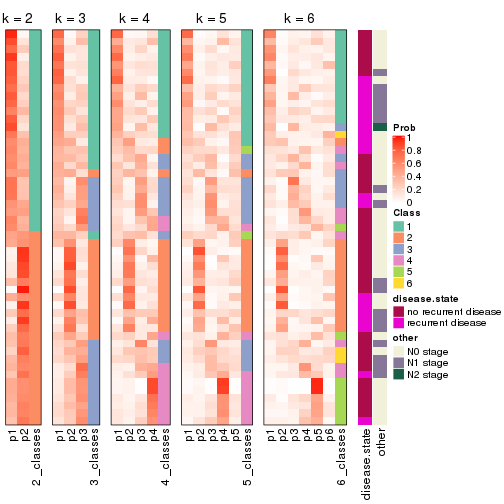 k = 2
k = 3
k = 4
k = 5
k = 6
Prob
1
0.8
0.6
0.4
0.2
0
Class
1
2
3
4
5
6
disease.state
no recurrent disease
recurrent disease
other
N0 stage
N1 stage
N2 stage
p1
p2
2_classes
p1
p2
p3
3_classes
p1
p2
p3
p4
4_classes
p1
p2
p3
p4
p5
5_classes
p1
p2
p3
p4
p5
p6
6_classes
disease.state
other